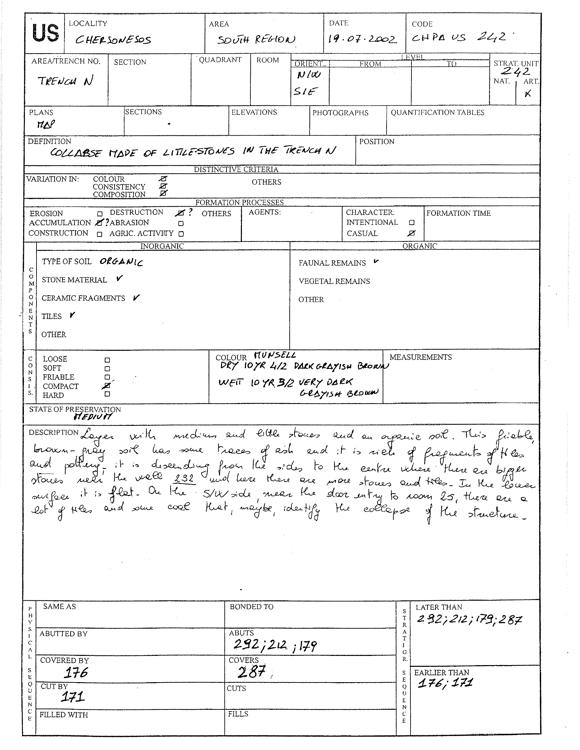 US
LOCALITY
CHERSONESOS
AREA
SOUTH REGION
DATE
19.07.2002
CODE
CHPA US 242
AREA/TRENCH NO.
TRENCH N
SECTION
QUADRANT
ROOM
ORIENT.
N/W
S/E
LEVEL
FROM
TO
STRAT. UNIT
242
NAT. ART.
K
PLANS
MAP
SECTIONS
ELEVATIONS
PHOTOGRAPHS
QUANTIFICATION TABLES
DEFINITION
COLLABSE MADE OF LITTLE STONES IN THE TRENCH N
POSITION
DISTINCTIVE CRITERIA
VARIATION IN: COLOUR
CONSISTENCY
COMPOSITION
OTHERS
FORMATION PROCESSES
EROSION DESTRUCTION ? OTHERS
ACCUMULATION ? ABRASION
CONSTRUCTION AGRIC. ACTIVITY
AGENTS:
CHARACTER:
INTENTIONAL
CASUAL
FORMATION TIME
COMPONENTS
INORGANIC
TYPE OF SOIL ORGANIC
STONE MATERIAL ✓
CERAMIC FRAGMENTS ✓
TILES ✓
OTHER
ORGANIC
FAUNAL REMAINS ✓
VEGETAL REMAINS
OTHER
CONSIS.
LOOSE
SOFT
FRIABLE
COMPACT
HARD
COLOUR MUNSELL
DRY 10YR 4/2 DARK GRAYISH BROWN
WEIT 10YR 3/2 VERY DARK
GRAYISH BROWN
MEASUREMENTS
STATE OF PRESERVATION
MEDIUM
DESCRIPTION Layer with medium and little stones and an organic soil. This friable,
brown-gray soil has some traces of ash and it is rich of fragments of tiles
and pottery, it is discending from the sides to the centre where there are bigger
stones near the wall 232 and here there are more stones and tiles. In the lower
surface it is flat. On the S/W side, near the door entry to room 25, there are a
lot of tiles and some coal that, maybe, identify the collapse of the structure.
PHYSICAL SEQUENCE
SAME AS
BONDED TO
ABUTTED BY
ABUTS
292; 212; 179
COVERED BY
176
COVERS
287
CUT BY
171
CUTS
FILLED WITH
FILLS
STRATIGR. SEQUENCE
LATER THAN
292; 212; 179; 287
EARLIER THAN
176; 171